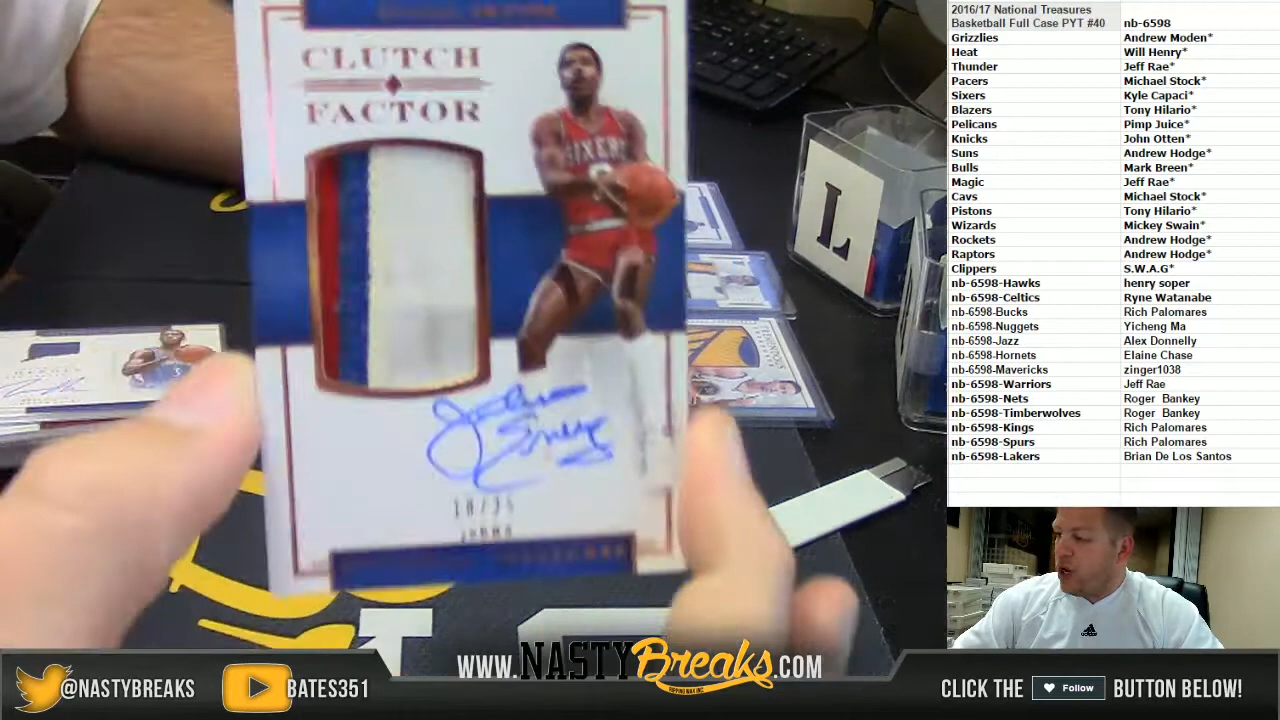 CLUTCH
FACTOR
SIXERS
Julius Erving
18/25
JERRY
L
2016/17 National Treasures
Basketball Full Case PYT #40 nb-6598
Grizzlies Andrew Moden*
Heat Will Henry*
Thunder Jeff Rae*
Pacers Michael Stock*
Sixers Kyle Capaci*
Blazers Tony Hilario*
Pelicans Pimp Juice*
Knicks John Otten*
Suns Andrew Hodge*
Bulls Mark Breen*
Magic Jeff Rae*
Cavs Michael Stock*
Pistons Tony Hilario*
Wizards Mickey Swain*
Rockets Andrew Hodge*
Raptors Andrew Hodge*
Clippers S.W.A.G*
nb-6598-Hawks henry soper
nb-6598-Celtics Ryne Watanabe
nb-6598-Bucks Rich Palomares
nb-6598-Nuggets Yicheng Ma
nb-6598-Jazz Alex Donnelly
nb-6598-Hornets Elaine Chase
nb-6598-Mavericks zinger1038
nb-6598-Warriors Jeff Rae
nb-6598-Nets Roger Bankey
nb-6598-Timberwolves Roger Bankey
nb-6598-Kings Rich Palomares
nb-6598-Spurs Rich Palomares
nb-6598-Lakers Brian De Los Santos
@NASTYBREAKS
BATES351
WWW.NASTYBreaks.COM
CLICK THE Follow BUTTON BELOW!